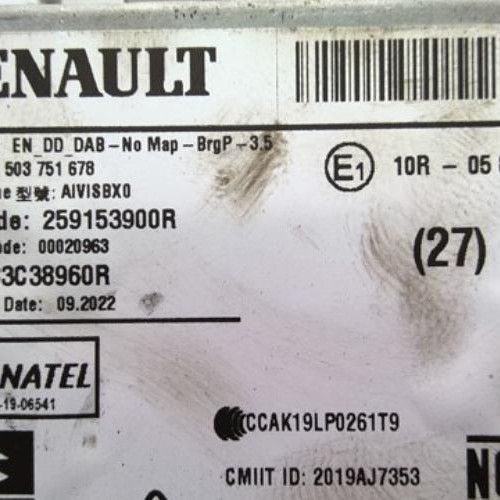 ENAULT
EN_DD_DAB-No Map-BrgP-3.5
503 751 678
E1
10R - 05
型號: AIVISBX0
de: 259153900R
ode: 00020963
(27)
3C38960R
Date: 09.2022
NATEL
-19-06541
CCAK19LP0261T9
CMIIT ID: 2019AJ7353